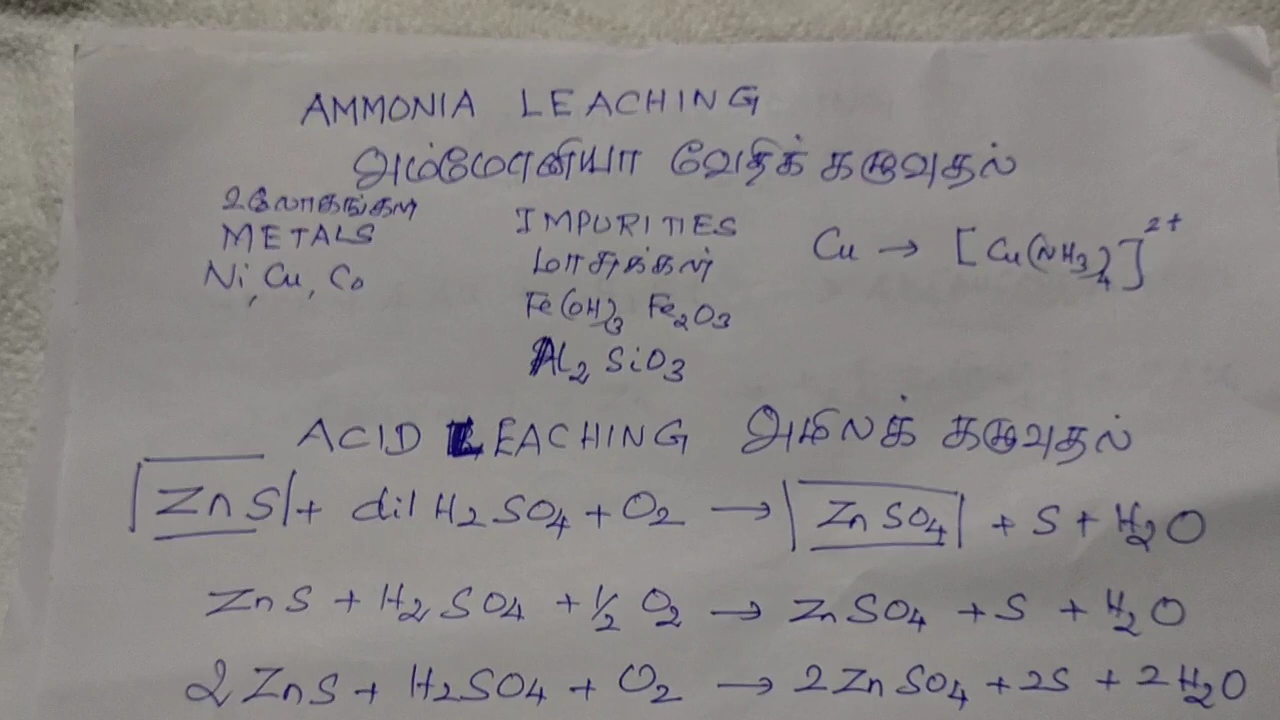 AMMONIA LEACHING
அம்மோனியா வேதிக் கழுவுதல்
உலோகங்கள்
METALS
Ni, Cu, Co
IMPURITIES
மாசுக்கள்
Fe(OH)₃ Fe₂O₃
Al₂ SiO₃
Cu → [Cu(NH₃)₄]²⁺
ACID LEACHING அமிலக் கழுவுதல்
ZnS + dil H₂SO₄ + O₂ → ZnSO₄ + S + H₂O
ZnS + H₂SO₄ + ½ O₂ → ZnSO₄ + S + H₂O
2ZnS + H₂SO₄ + O₂ → 2ZnSO₄ + 2S + 2H₂O